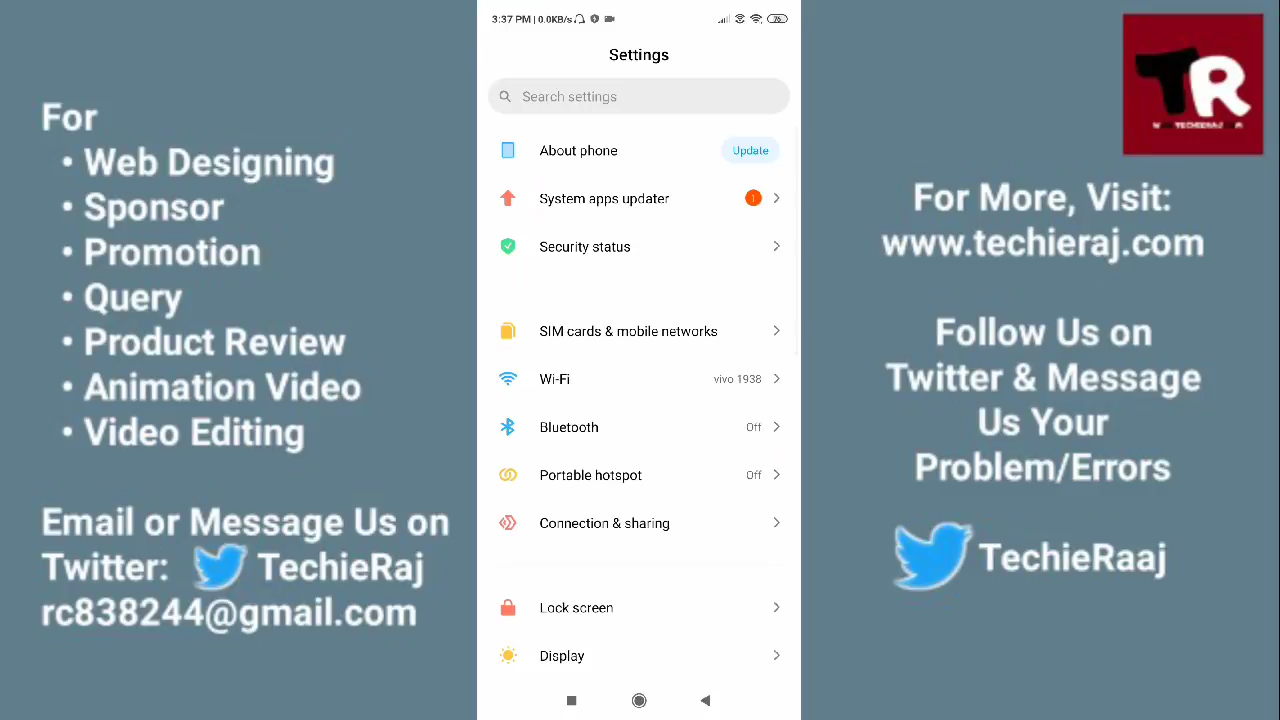 For
• Web Designing
• Sponsor
• Promotion
• Query
• Product Review
• Animation Video
• Video Editing
Email or Message Us on
Twitter: TechieRaj
rc838244@gmail.com
3:37 PM | 0.0KB/s
76
Settings
Search settings
About phone
Update
System apps updater
1
Security status
SIM cards & mobile networks
Wi-Fi
vivo 1938
Bluetooth
Off
Portable hotspot
Off
Connection & sharing
Lock screen
Display
TR
For More, Visit:
www.techieraj.com
Follow Us on
Twitter & Message
Us Your
Problem/Errors
TechieRaaj